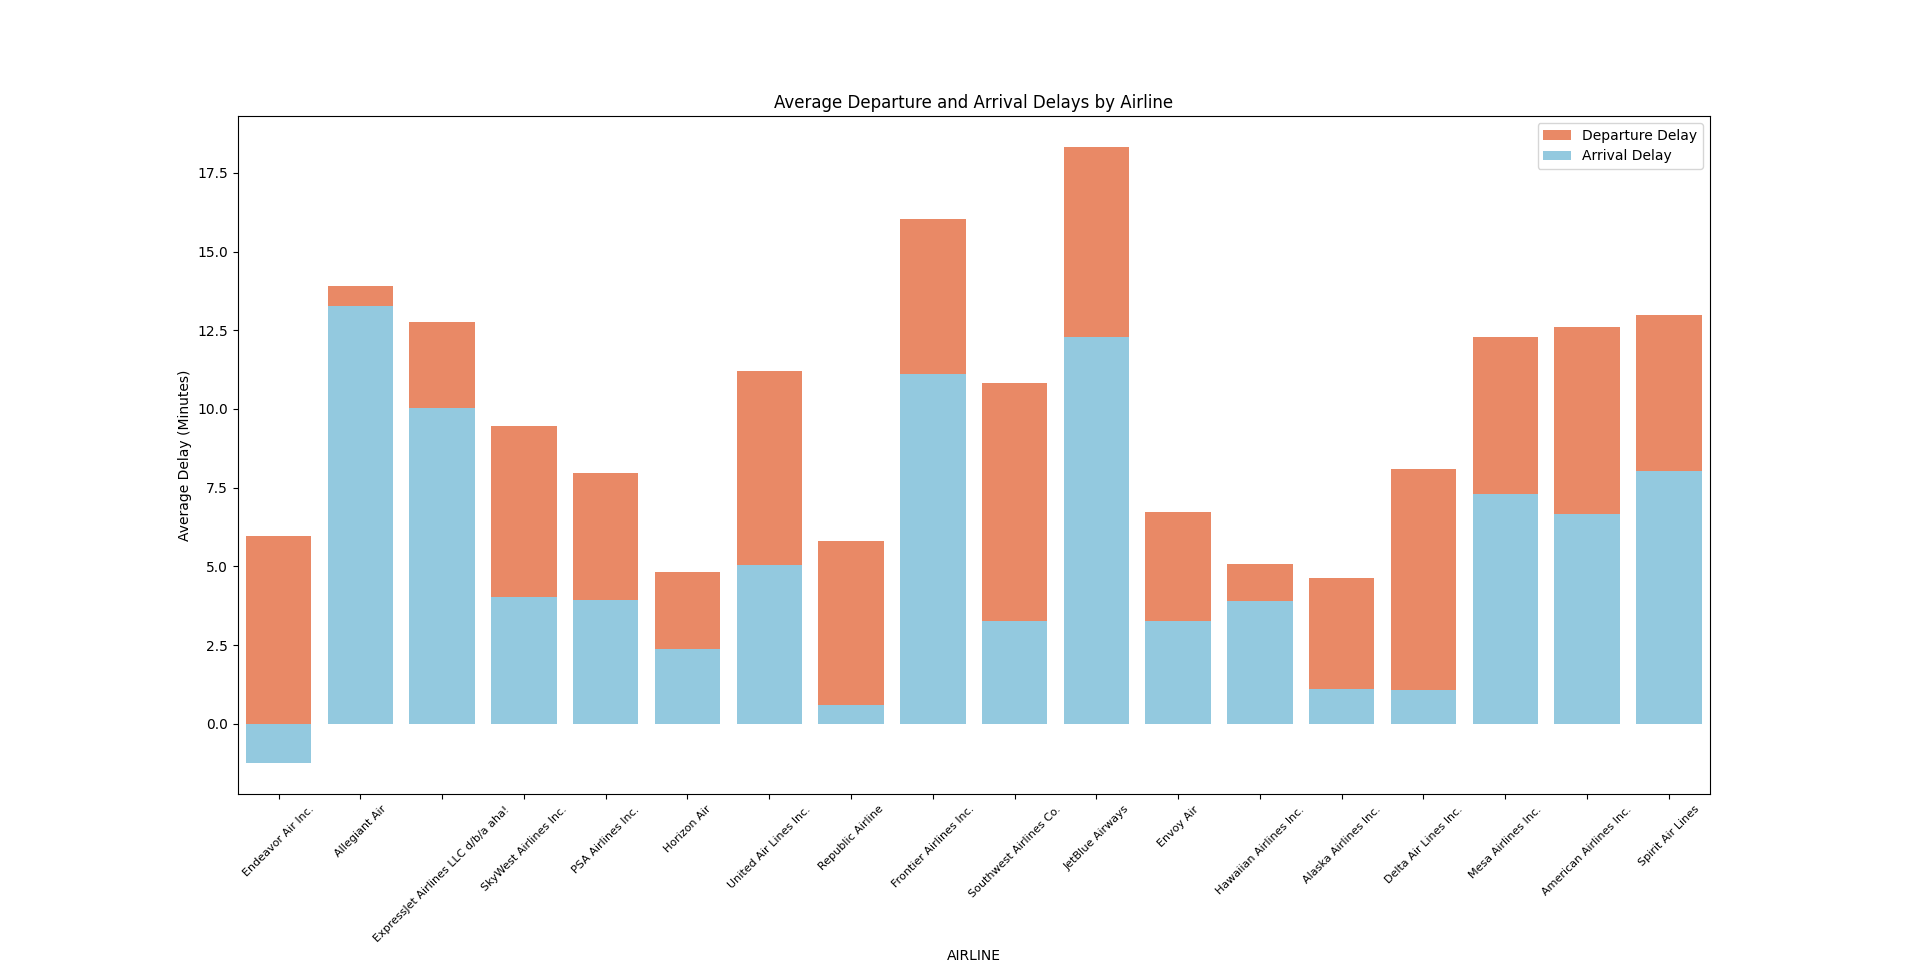 Average Departure and Arrival Delays by Airline
Departure Delay
Arrival Delay
Average Delay (Minutes)
17.5
15.0
12.5
10.0
7.5
5.0
2.5
0.0
Endeavor Air Inc.
Allegiant Air
ExpressJet Airlines LLC d/b/a aha!
SkyWest Airlines Inc.
PSA Airlines Inc.
Horizon Air
United Air Lines Inc.
Republic Airline
Frontier Airlines Inc.
Southwest Airlines Co.
JetBlue Airways
Envoy Air
Hawaiian Airlines Inc.
Alaska Airlines Inc.
Delta Air Lines Inc.
Mesa Airlines Inc.
American Airlines Inc.
Spirit Air Lines
AIRLINE